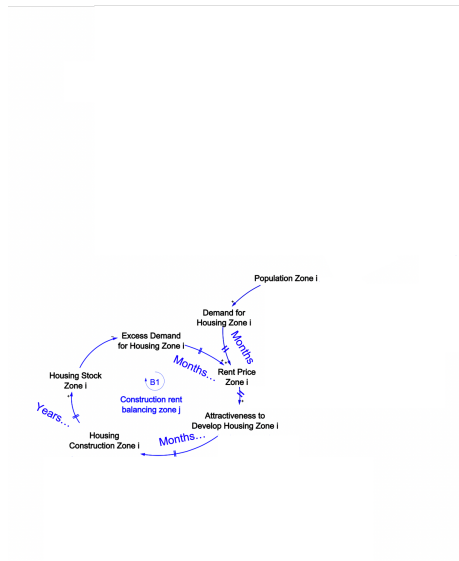 Population Zone i
Demand for
Housing Zone i
Excess Demand
for Housing Zone i
Months
Months...
Rent Price
Zone i
Housing Stock
Zone i
B1
Construction rent
balancing zone j
Years...
Attractiveness to
Develop Housing Zone i
Housing
Construction Zone i
Months...